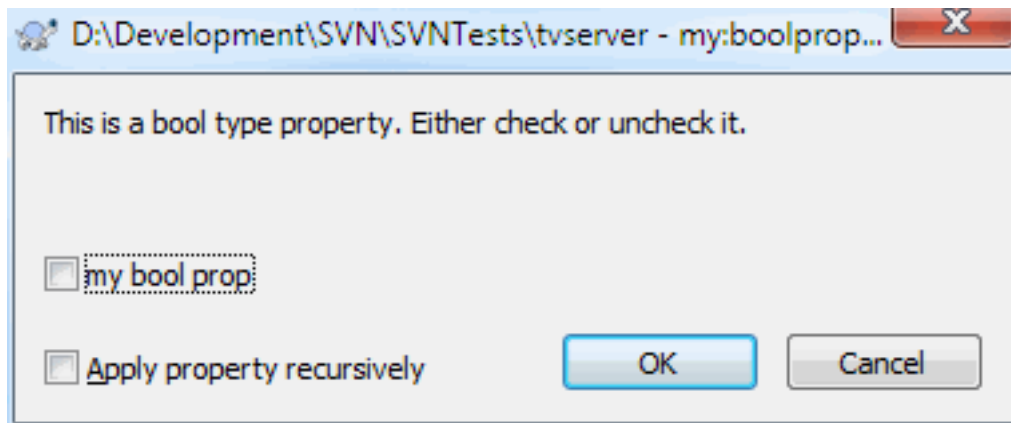 D:\Development\SVN\SVNTests\tvserver - my:boolprop...
This is a bool type property. Either check or uncheck it.
my bool prop
Apply property recursively
OK
Cancel